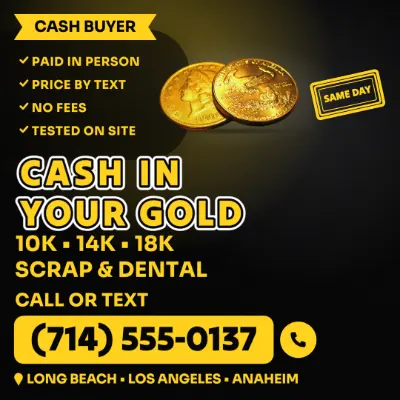 CASH BUYER
PAID IN PERSON
PRICE BY TEXT
NO FEES
TESTED ON SITE
SAME DAY
CASH IN
YOUR GOLD
10K ▪ 14K ▪ 18K
SCRAP & DENTAL
CALL OR TEXT
(714) 555-0137
LONG BEACH ▪ LOS ANGELES ▪ ANAHEIM